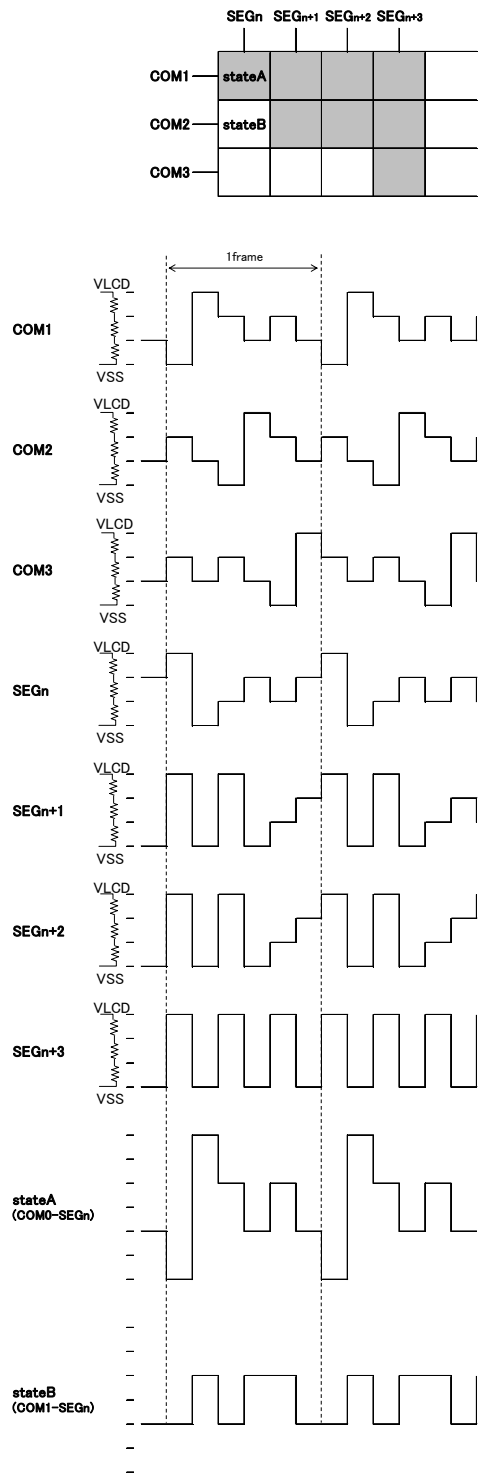 SEGn SEGn+1 SEGn+2 SEGn+3
COM1 stateA
COM2 stateB
COM3
1frame
VLCD
COM1
VSS
VLCD
COM2
VSS
VLCD
COM3
VSS
VLCD
SEGn
VSS
VLCD
SEGn+1
VSS
VLCD
SEGn+2
VSS
VLCD
SEGn+3
VSS
stateA
(COM0-SEGn)
stateB
(COM1-SEGn)